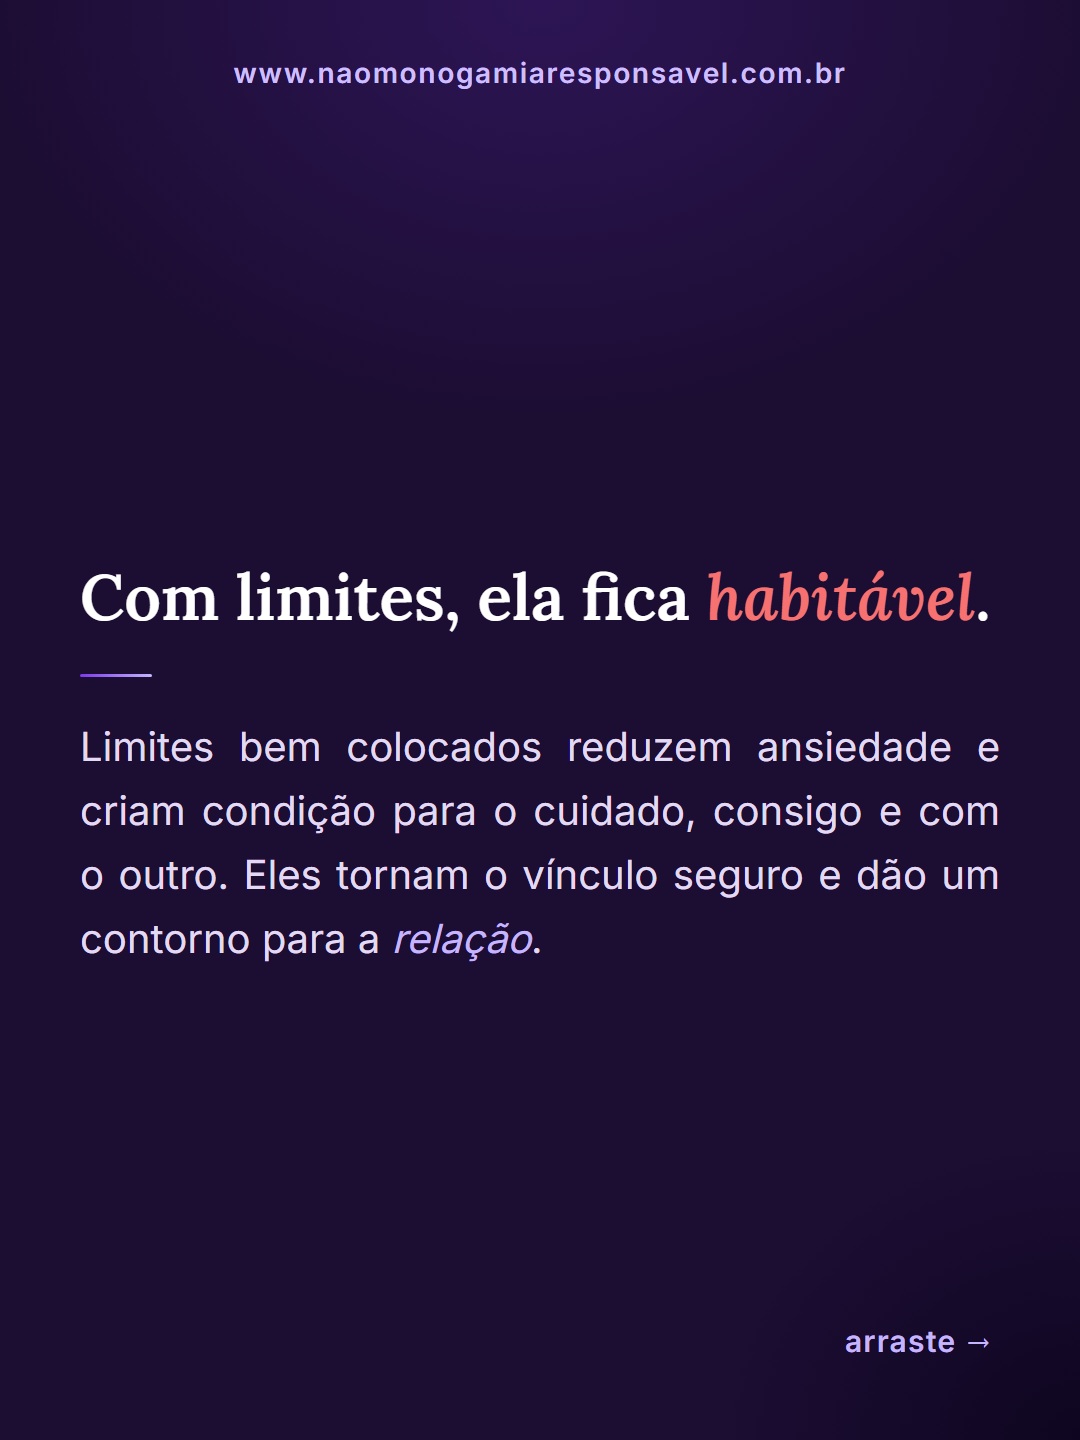 www.naomonogamiaresponsavel.com.br
Com limites, ela fica habitável.
Limites bem colocados reduzem ansiedade e
criam condição para o cuidado, consigo e com
o outro. Eles tornam o vínculo seguro e dão um
contorno para a relação.
arraste →